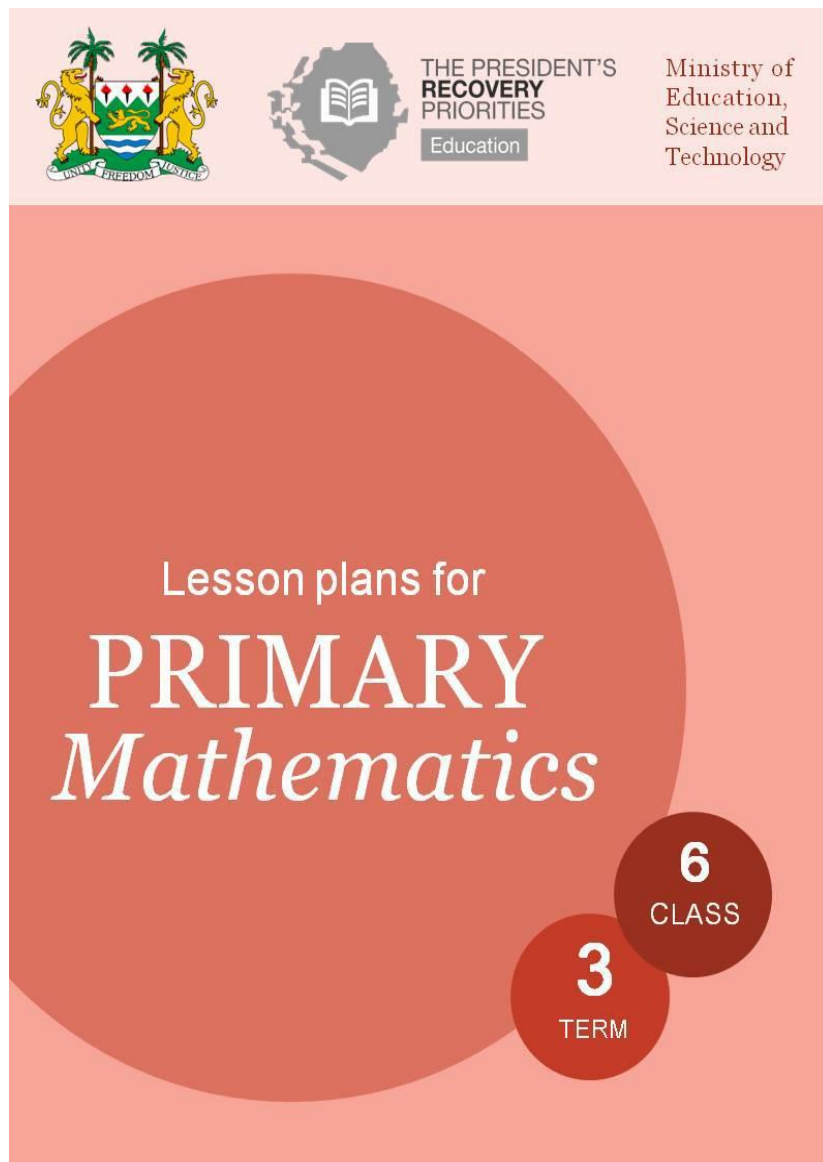 UNITY FREEDOM JUSTICE
THE PRESIDENT'S
RECOVERY
PRIORITIES
Education
Ministry of
Education,
Science and
Technology
Lesson plans for
PRIMARY
Mathematics
6
CLASS
3
TERM